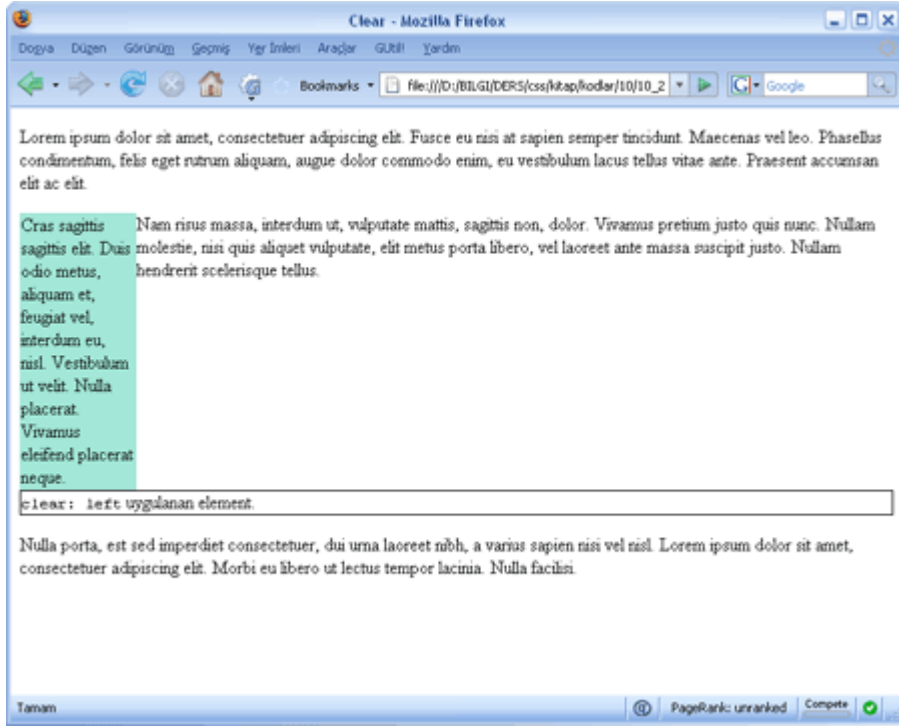 Clear - Mozilla Firefox
Dosya Düzen Görünüm Geçmiş Yer İmleri Araçlar GUtil! Yardım
Bookmarks file:///D:/BILGI/DERS/css/kitap/kodlar/10/10_2 Google
Lorem ipsum dolor sit amet, consectetuer adipiscing elit. Fusce eu nisi at sapien semper tincidunt. Maecenas vel leo. Phasellus
condimentum, felis eget rutrum aliquam, augue dolor commodo enim, eu vestibulum lacus tellus vitae ante. Praesent accumsan
elit ac elit.
Cras sagittis
sagittis elit. Duis
odio metus,
aliquam et,
feugiat vel,
interdum eu,
nisl. Vestibulum
ut velit. Nulla
placerat.
Vivamus
eleifend placerat
neque.
Nam risus massa, interdum ut, vulputate mattis, sagittis non, dolor. Vivamus pretium justo quis nunc. Nullam
molestie, nisi quis aliquet vulputate, elit metus porta libero, vel laoreet ante massa suscipit justo. Nullam
hendrerit scelerisque tellus.
clear: left uygulanan element.
Nulla porta, est sed imperdiet consectetuer, dui urna laoreet nibh, a varius sapien nisi vel nisl. Lorem ipsum dolor sit amet,
consectetuer adipiscing elit. Morbi eu libero ut lectus tempor lacinia. Nulla facilisi.
Tamam PageRank: unranked Compete